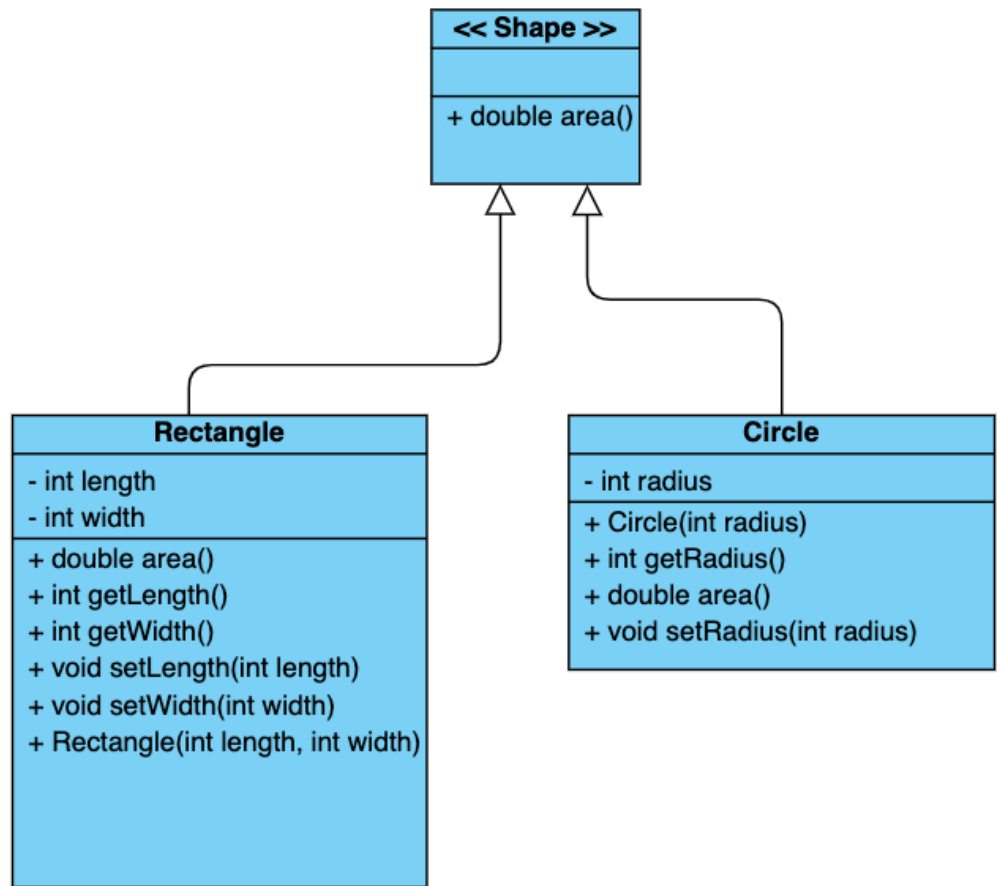 << Shape >>
+ double area()
Rectangle
- int length
- int width
+ double area()
+ int getLength()
+ int getWidth()
+ void setLength(int length)
+ void setWidth(int width)
+ Rectangle(int length, int width)
Circle
- int radius
+ Circle(int radius)
+ int getRadius()
+ double area()
+ void setRadius(int radius)